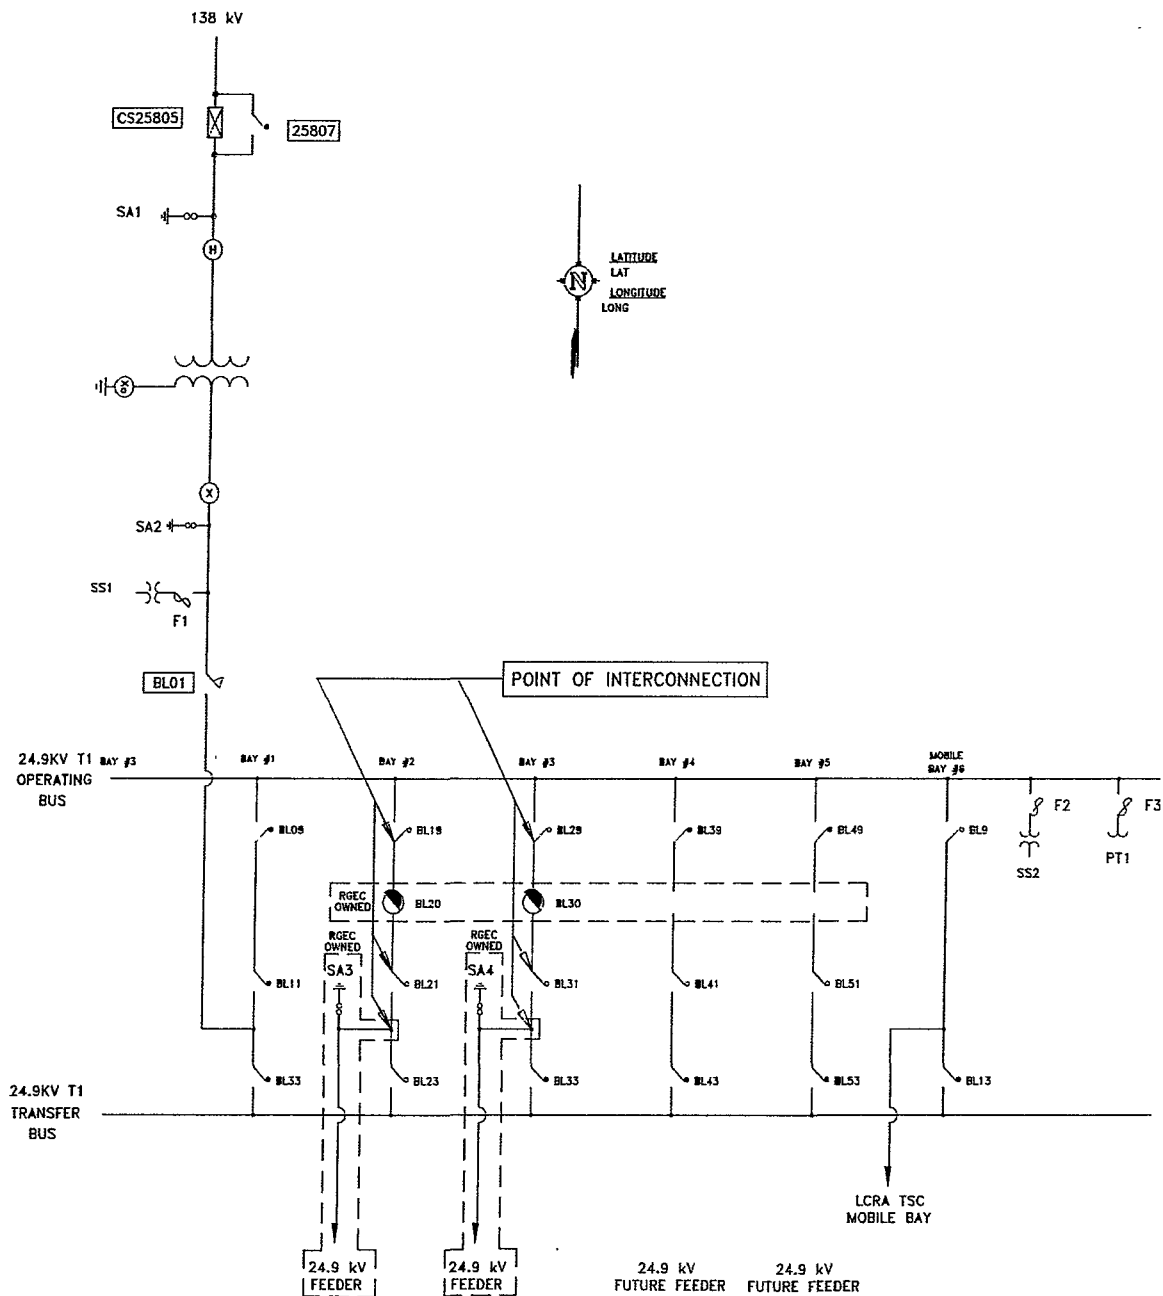 138 kV
CS25805
25807
SA1
H
LATITUDE
LAT
N
LONGITUDE
LONG
X
SA2
SS1
F1
BL01
POINT OF INTERCONNECTION
24.9KV T1
OPERATING
BUS
BAY #3
BAY #1
BAY #2
BAY #3
BAY #4
BAY #5
MOBILE
BAY #6
BL09
BL19
BL29
BL39
BL49
BL9
F2
F3
SS2
PT1
RGEC
OWNED
BL20
BL30
RGEC
OWNED
RGEC
OWNED
SA3
SA4
BL11
BL21
BL31
BL41
BL51
BL33
BL23
BL33
BL43
BL53
BL13
24.9KV T1
TRANSFER
BUS
LCRA TSC
MOBILE BAY
24.9 kV
FEEDER
24.9 kV
FEEDER
24.9 kV
FUTURE FEEDER
24.9 kV
FUTURE FEEDER